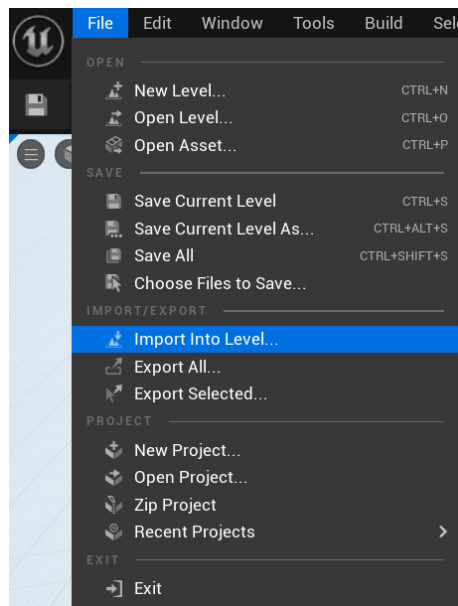 File Edit Window Tools Build Sel
OPEN
New Level... CTRL+N
Open Level... CTRL+O
Open Asset... CTRL+P
SAVE
Save Current Level CTRL+S
Save Current Level As... CTRL+ALT+S
Save All CTRL+SHIFT+S
Choose Files to Save...
IMPORT/EXPORT
Import Into Level...
Export All...
Export Selected...
PROJECT
New Project...
Open Project...
Zip Project
Recent Projects
EXIT
Exit